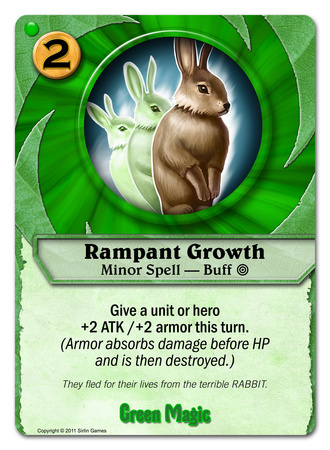 2
Rampant Growth
Minor Spell — Buff ◎
Give a unit or hero
+2 ATK /+2 armor this turn.
(Armor absorbs damage before HP
and is then destroyed.)
They fled for their lives from the terrible RABBIT.
Green Magic
Copyright © 2011 Sirlin Games